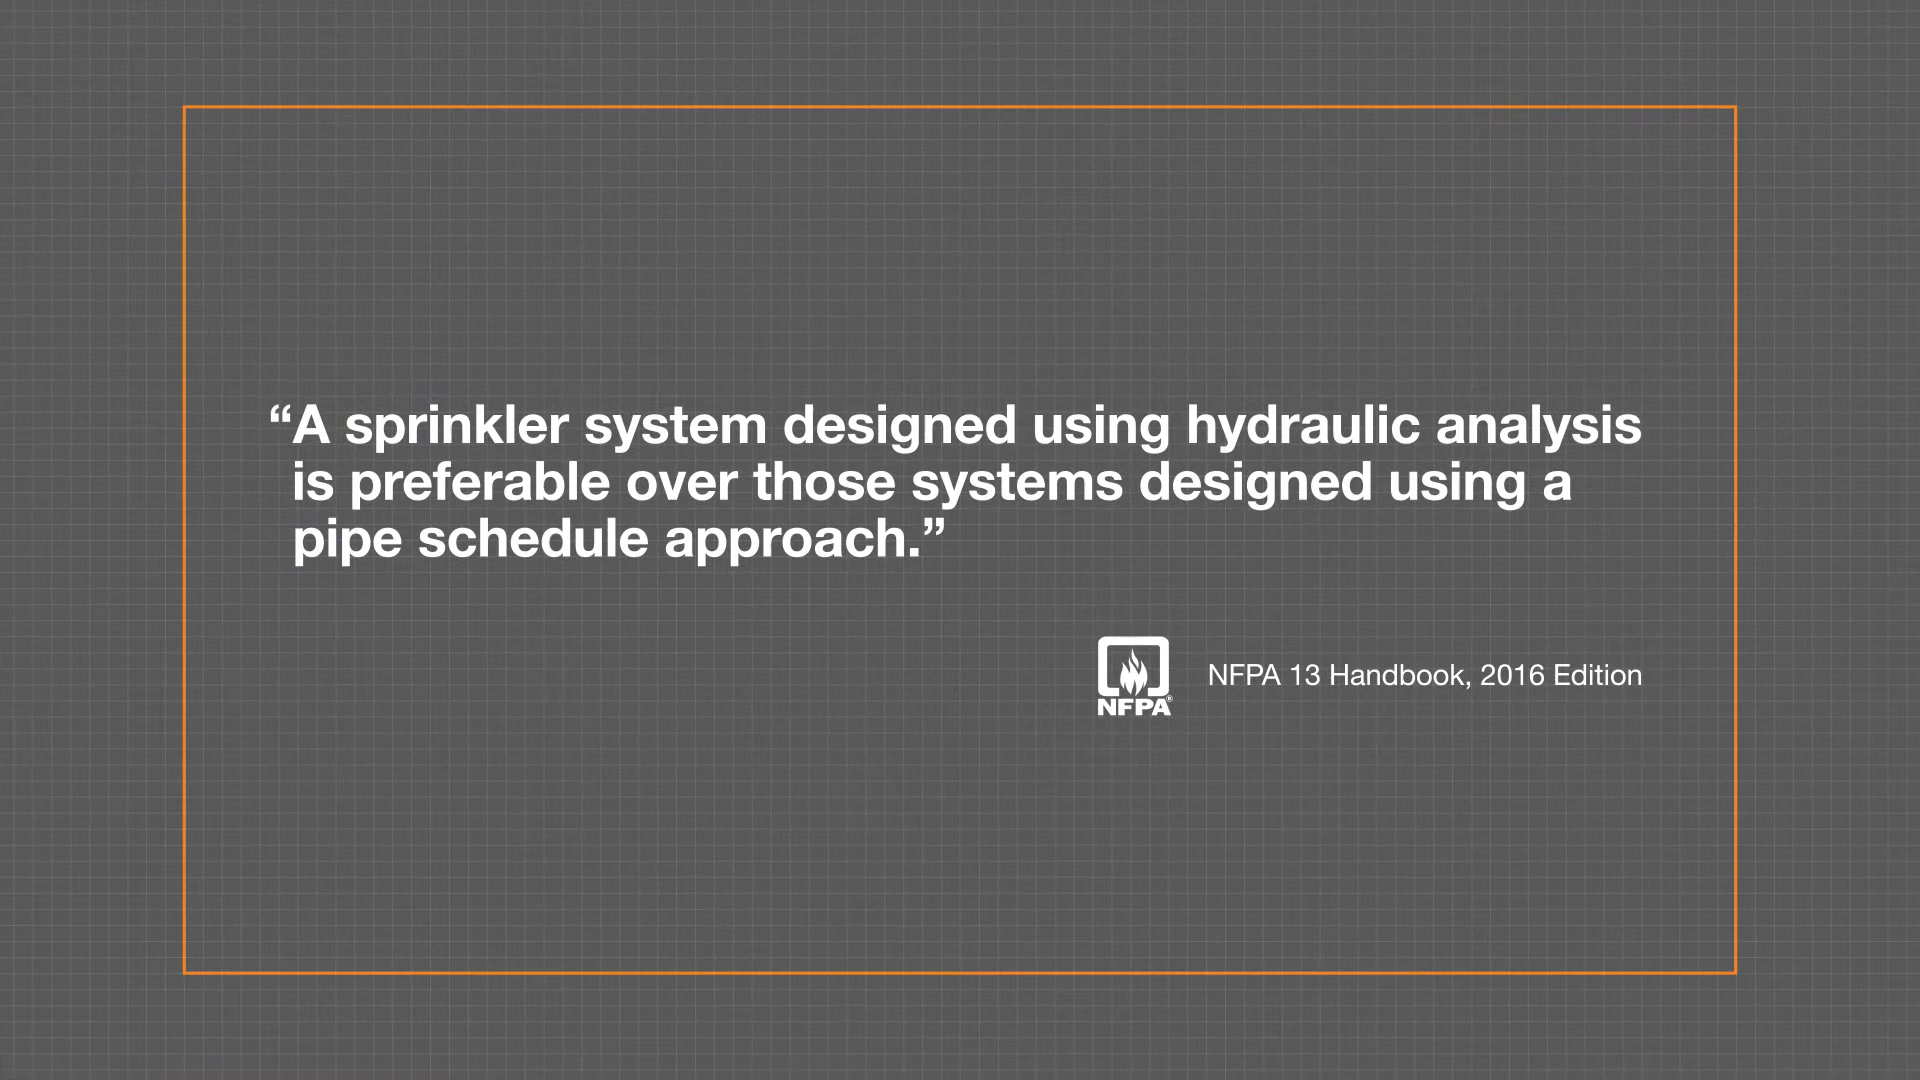 “A sprinkler system designed using hydraulic analysis
is preferable over those systems designed using a
pipe schedule approach.”
NFPA®
NFPA 13 Handbook, 2016 Edition